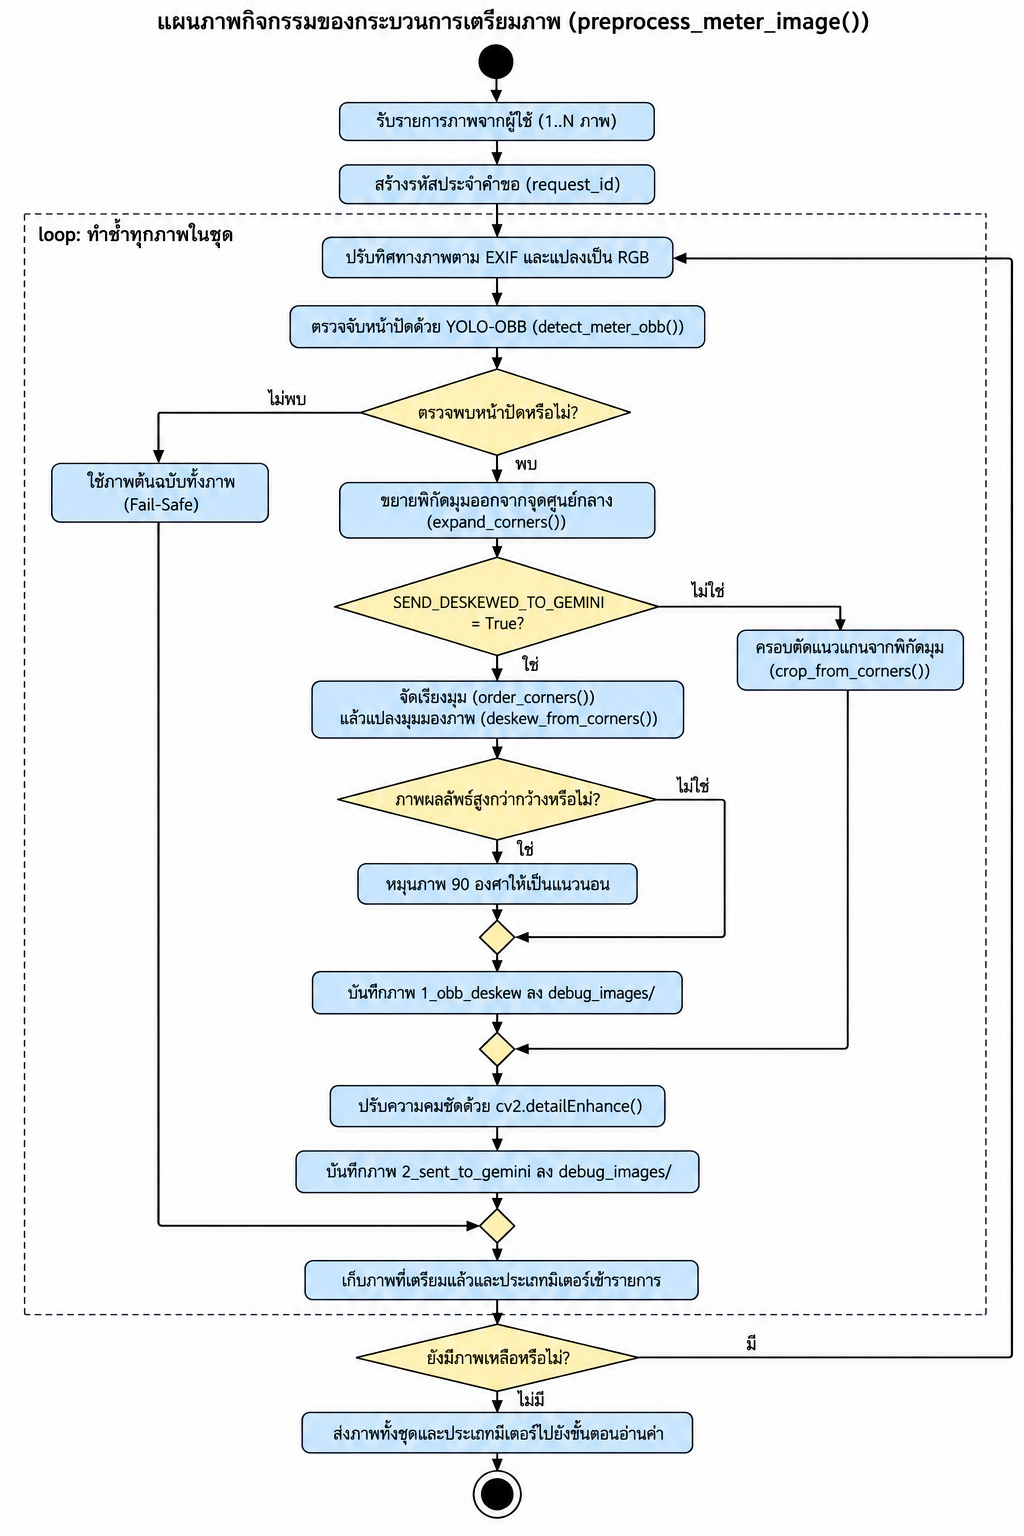 แผนภาพกิจกรรมของกระบวนการเตรียมภาพ (preprocess_meter_image())
รับรายการภาพจากผู้ใช้ (1..N ภาพ)
สร้างรหัสประจำคำขอ (request_id)
loop: ทำซ้ำทุกภาพในชุด
ปรับทิศทางภาพตาม EXIF และแปลงเป็น RGB
ตรวจจับหน้าปัดด้วย YOLO-OBB (detect_meter_obb())
ตรวจพบหน้าปัดหรือไม่?
ไม่พบ
พบ
ใช้ภาพต้นฉบับทั้งภาพ
(Fail-Safe)
ขยายพิกัดมุมออกจากจุดศูนย์กลาง
(expand_corners())
SEND_DESKEWED_TO_GEMINI
= True?
ไม่ใช่
ใช่
ครอบตัดแนวแกนจากพิกัดมุม
(crop_from_corners())
จัดเรียงมุม (order_corners())
แล้วแปลงมุมมองภาพ (deskew_from_corners())
ภาพผลลัพธ์สูงกว่ากว้างหรือไม่?
ไม่ใช่
ใช่
หมุนภาพ 90 องศาให้เป็นแนวนอน
บันทึกภาพ 1_obb_deskew ลง debug_images/
ปรับความคมชัดด้วย cv2.detailEnhance()
บันทึกภาพ 2_sent_to_gemini ลง debug_images/
เก็บภาพที่เตรียมแล้วและประเภทมิเตอร์เข้ารายการ
ยังมีภาพเหลือหรือไม่?
มี
ไม่มี
ส่งภาพทั้งชุดและประเภทมีเตอร์ไปยังขั้นตอนอ่านค่า